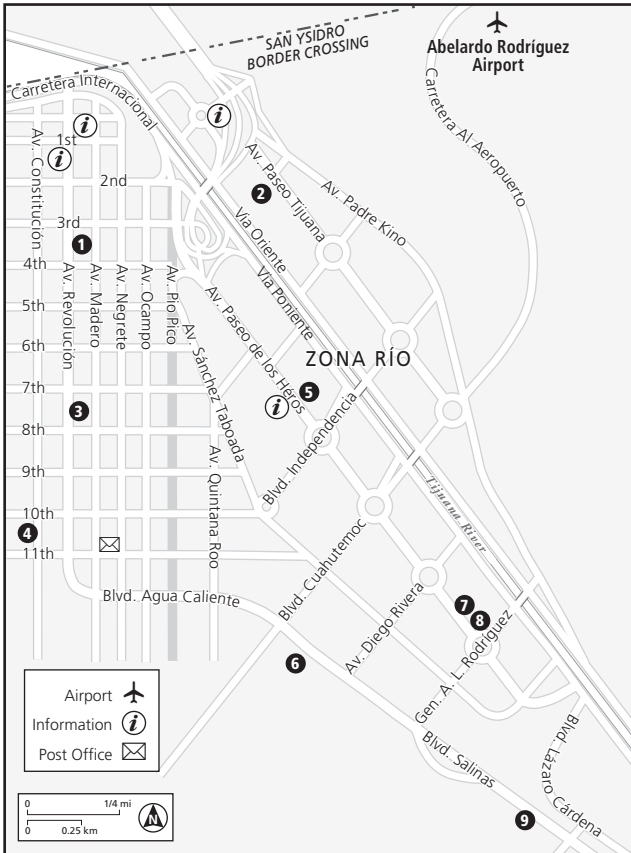 SAN YSIDRO
BORDER CROSSING
Abelardo Rodríguez
Airport
Carretera Internacional
Carretera Al Aeropuerto
i
i
i
1st
Av. Constitución
2nd
2
Av. Paseo Tijuana
Av. Padre Kino
3rd
1
Via Oriente
Via Poniente
4th
Av. Revolución
Av. Madero
Av. Negrete
Av. Ocampo
Av. Pio Pico
5th
Av. Paseo de los Héros
Av. Sánchez Taboada
6th
ZONA RÍO
7th
5
i
3
8th
Blvd. Independencia
9th
Av. Quintana Roo
Tijuana River
10th
4
11th
Blvd. Cuahutemoc
Blvd. Agua Caliente
Av. Diego Rivera
7
8
6
Gen. A. L. Rodríguez
Airport
Information i
Post Office
Blvd. Salinas
Blvd. Lázaro Cárdena
0 1/4 mi
0 0.25 km
N
9